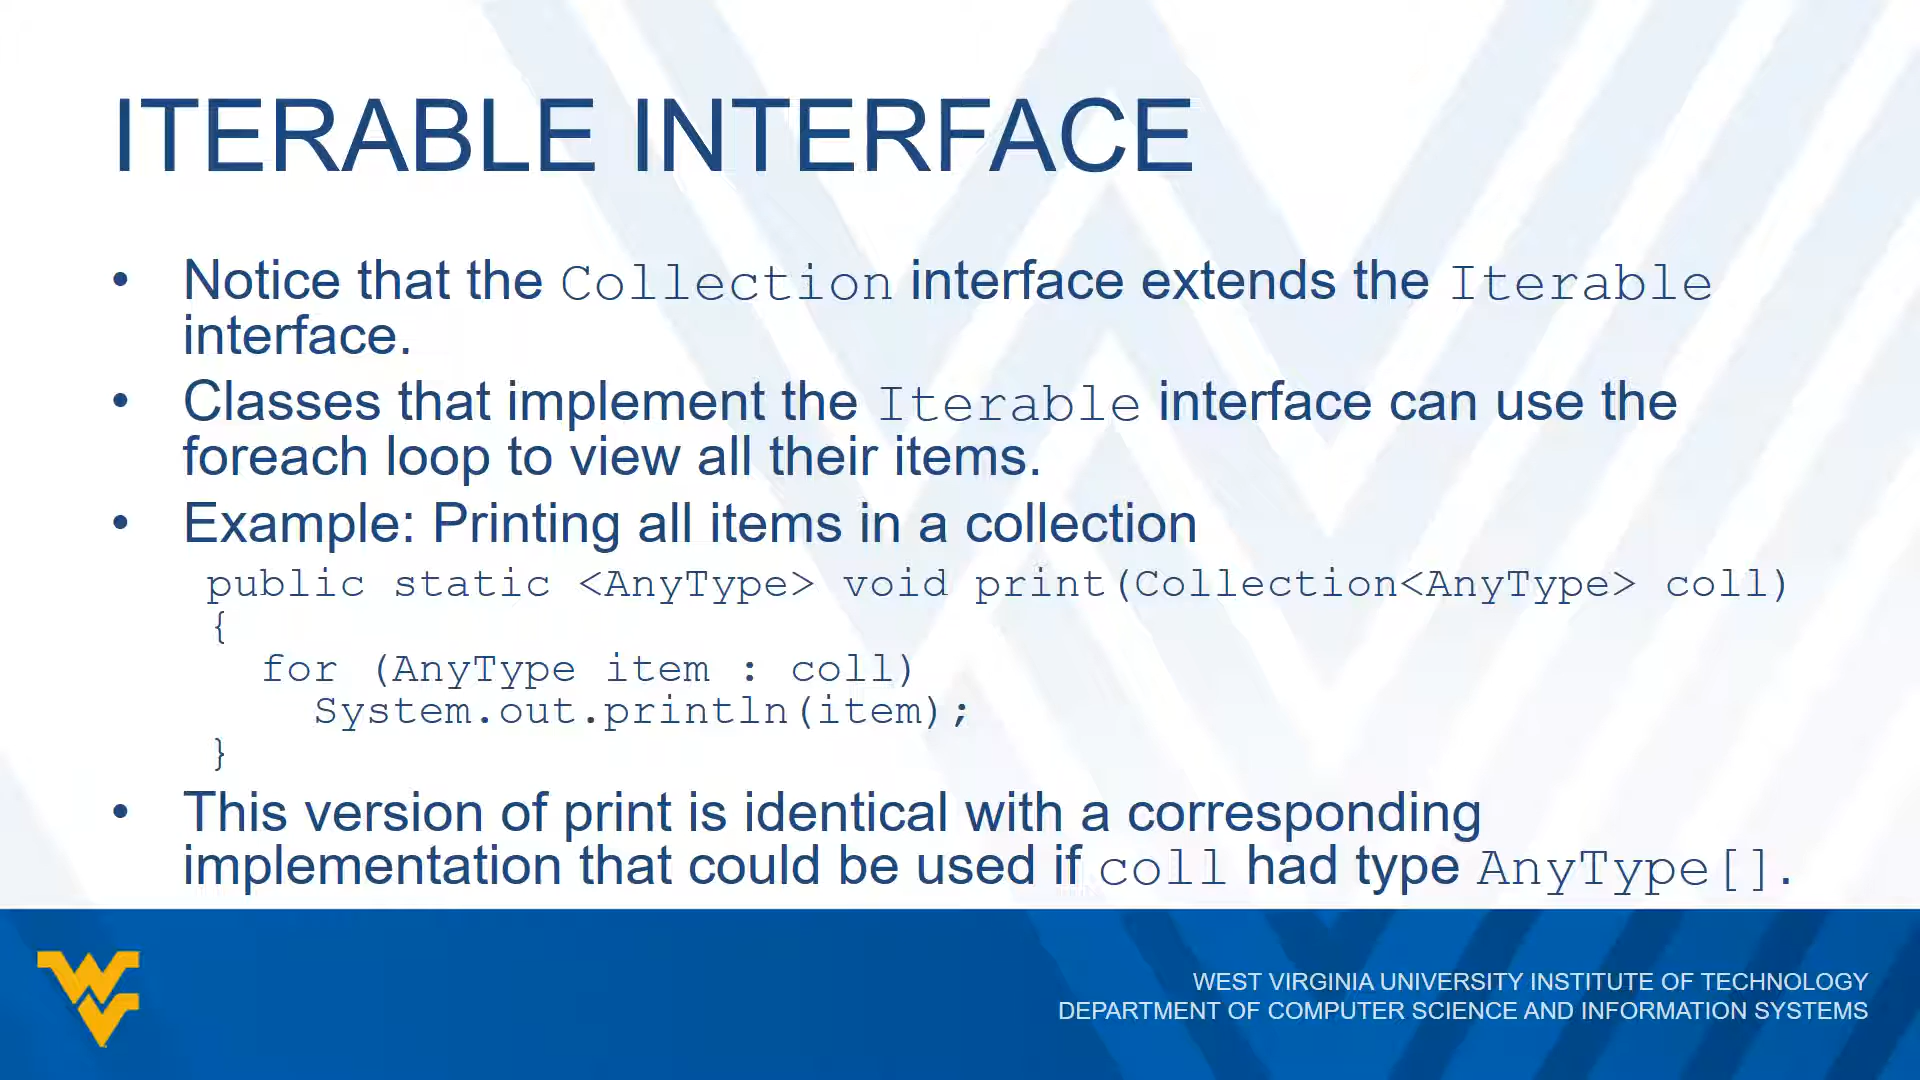 ITERABLE INTERFACE
• Notice that the Collection interface extends the Iterable
interface.
• Classes that implement the Iterable interface can use the
foreach loop to view all their items.
• Example: Printing all items in a collection
public static <AnyType> void print(Collection<AnyType> coll)
{
for (AnyType item : coll)
System.out.println(item);
}
• This version of print is identical with a corresponding
implementation that could be used if coll had type AnyType[].
WEST VIRGINIA UNIVERSITY INSTITUTE OF TECHNOLOGY
DEPARTMENT OF COMPUTER SCIENCE AND INFORMATION SYSTEMS